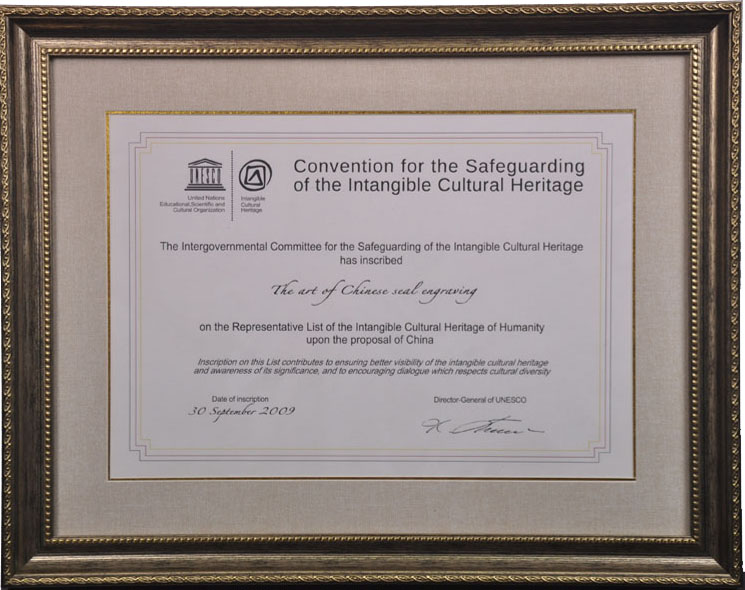 UNESCO
United Nations
Educational, Scientific and
Cultural Organization
Intangible
Cultural
Heritage
Convention for the Safeguarding
of the Intangible Cultural Heritage
The Intergovernmental Committee for the Safeguarding of the Intangible Cultural Heritage
has inscribed
The art of Chinese seal engraving
on the Representative List of the Intangible Cultural Heritage of Humanity
upon the proposal of China
Inscription on this List contributes to ensuring better visibility of the intangible cultural heritage
and awareness of its significance, and to encouraging dialogue which respects cultural diversity
Date of inscription
30 September 2009
Director-General of UNESCO